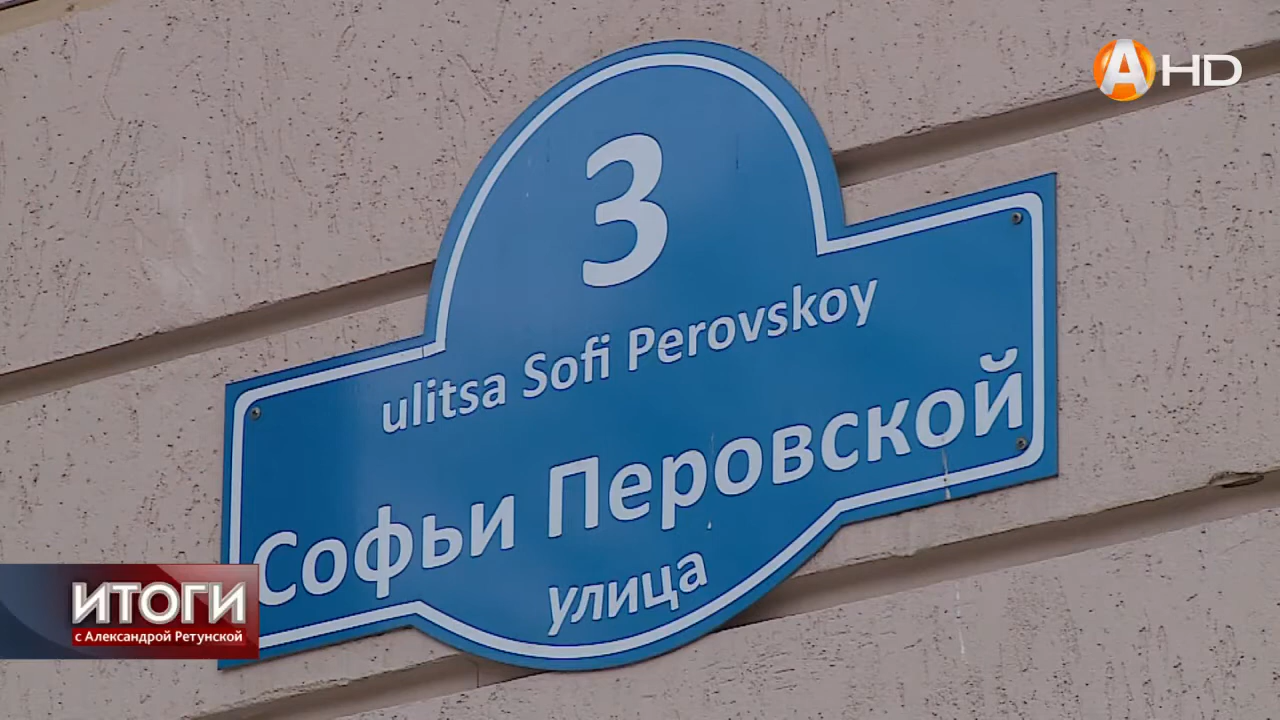 А HD
3
ulitsa Sofi Perovskoy
Софьи Перовской
улица
ИТОГИ
с Александрой Ретунской